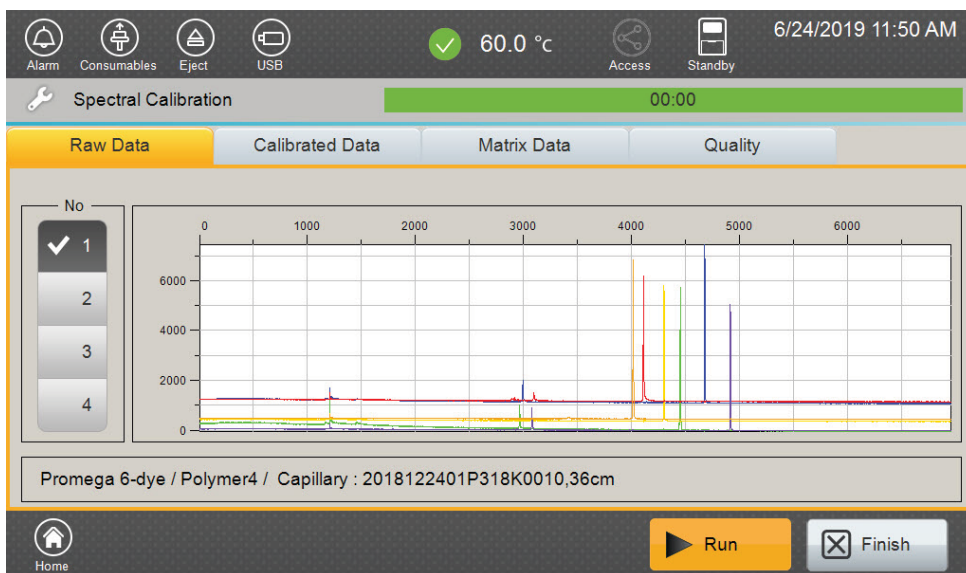 6/24/2019 11:50 AM
60.0 °c
Alarm
Consumables
Eject
USB
Access
Standby
Spectral Calibration
00:00
Raw Data
Calibrated Data
Matrix Data
Quality
No
1
2
3
4
0 1000 2000 3000 4000 5000 6000
6000
4000
2000
0
Promega 6-dye / Polymer4 / Capillary : 2018122401P318K0010,36cm
Home
Run
Finish